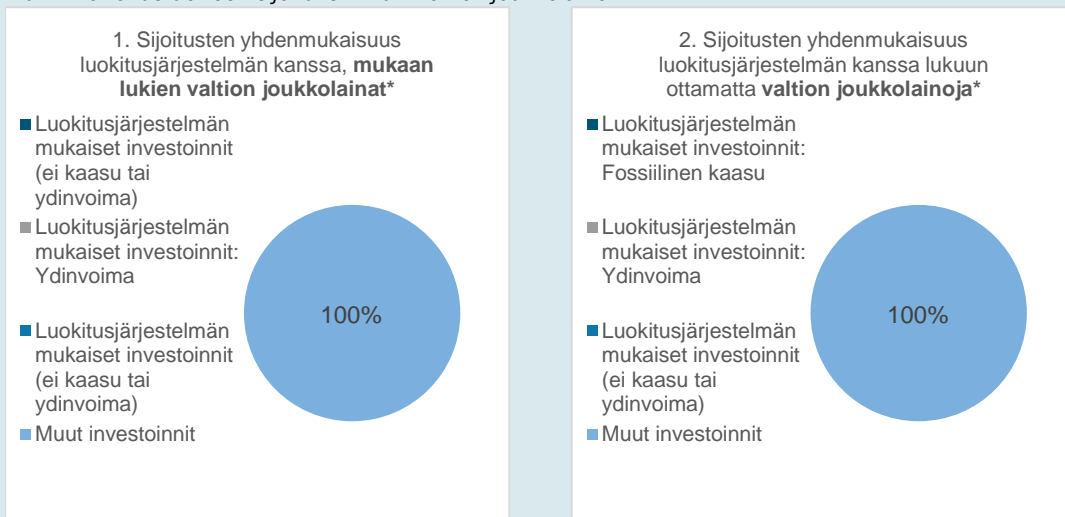 1. Sijoitusten yhdenmukaisuus
luokitusjärjestelmän kanssa, mukaan
lukien valtion joukkolainat*
Luokitusjärjestelmän
mukaiset investoinnit
(ei kaasu tai
ydinvoima)
Luokitusjärjestelmän
mukaiset investoinnit:
Ydinvoima
Luokitusjärjestelmän
mukaiset investoinnit
(ei kaasu tai
ydinvoima)
Muut investoinnit
100%
2. Sijoitusten yhdenmukaisuus
luokitusjärjestelmän kanssa lukuun
ottamatta valtion joukkolainoja*
Luokitusjärjestelmän
mukaiset investoinnit:
Fossiilinen kaasu
Luokitusjärjestelmän
mukaiset investoinnit:
Ydinvoima
Luokitusjärjestelmän
mukaiset investoinnit
(ei kaasu tai
ydinvoima)
Muut investoinnit
100%